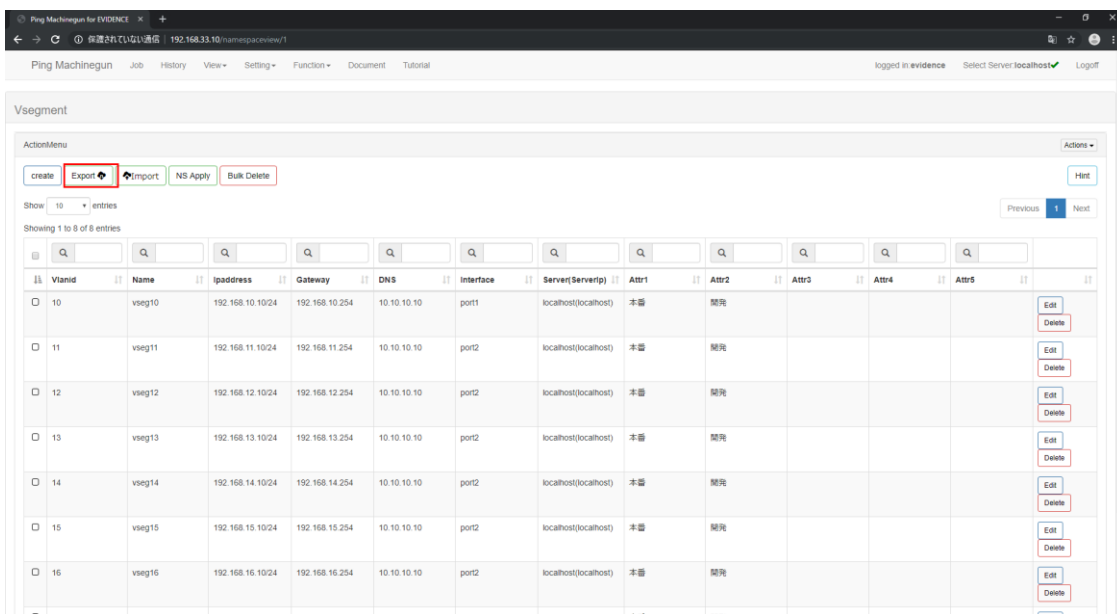 Ping Machinegun for EVIDENCE
保護されていない通信 | 192.168.33.10/namespaceview/1
Ping Machinegun Job History View Setting Function Document Tutorial logged in:evidence Select Server:localhost Logoff
Vsegment
ActionMenu Actions
create Export Import NS Apply Bulk Delete Hint
Show 10 entries Previous 1 Next
Showing 1 to 8 of 8 entries
Vlanid Name Ipaddress Gateway DNS Interface Server(ServerIp) Attr1 Attr2 Attr3 Attr4 Attr5
10 vseg10 192.168.10.10/24 192.168.10.254 10.10.10.10 port1 localhost(localhost) 本番 開発 Edit
Delete
11 vseg11 192.168.11.10/24 192.168.11.254 10.10.10.10 port2 localhost(localhost) 本番 開発 Edit
Delete
12 vseg12 192.168.12.10/24 192.168.12.254 10.10.10.10 port2 localhost(localhost) 本番 開発 Edit
Delete
13 vseg13 192.168.13.10/24 192.168.13.254 10.10.10.10 port2 localhost(localhost) 本番 開発 Edit
Delete
14 vseg14 192.168.14.10/24 192.168.14.254 10.10.10.10 port2 localhost(localhost) 本番 開発 Edit
Delete
15 vseg15 192.168.15.10/24 192.168.15.254 10.10.10.10 port2 localhost(localhost) 本番 開発 Edit
Delete
16 vseg16 192.168.16.10/24 192.168.16.254 10.10.10.10 port2 localhost(localhost) 本番 開発 Edit
Delete